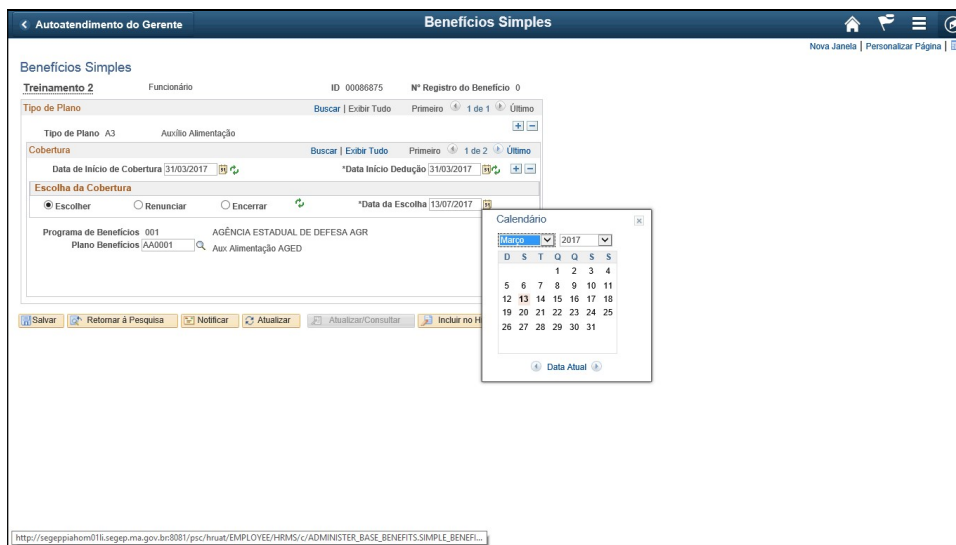 Autoatendimento do Gerente
Benefícios Simples
Nova Janela | Personalizar Página |
Benefícios Simples
Treinamento 2 Funcionário ID 00086875 Nº Registro do Benefício 0
Tipo de Plano Buscar | Exibir Tudo Primeiro 1 de 1 Último
Tipo de Plano A3 Auxílio Alimentação
Cobertura Buscar | Exibir Tudo Primeiro 1 de 2 Último
Data de Início de Cobertura 31/03/2017 *Data Início Dedução 31/03/2017
Escolha da Cobertura
Escolher Renunciar Encerrar *Data da Escolha 13/07/2017
Programa de Benefícios 001 AGÊNCIA ESTADUAL DE DEFESA AGR
Plano Benefícios AA0001 Aux Alimentação AGED
Salvar Retornar à Pesquisa Notificar Atualizar Atualizar/Consultar Incluir no H
Calendário
Março 2017
D S T Q Q S S
1 2 3 4
5 6 7 8 9 10 11
12 13 14 15 16 17 18
19 20 21 22 23 24 25
26 27 28 29 30 31
Data Atual
http://segeppiahom01li.segep.ma.gov.br:8081/psc/hruat/EMPLOYEE/HRMS/c/ADMINISTER_BASE_BENEFITS.SIMPLE_BENEFI...